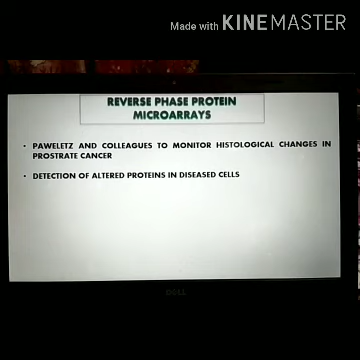 Made with KINEMASTER
REVERSE PHASE PROTEIN
MICROARRAYS
• PAWELETZ AND COLLEAGUES TO MONITOR HISTOLOGICAL CHANGES IN
PROSTRATE CANCER
• DETECTION OF ALTERED PROTEINS IN DISEASED CELLS
DELL